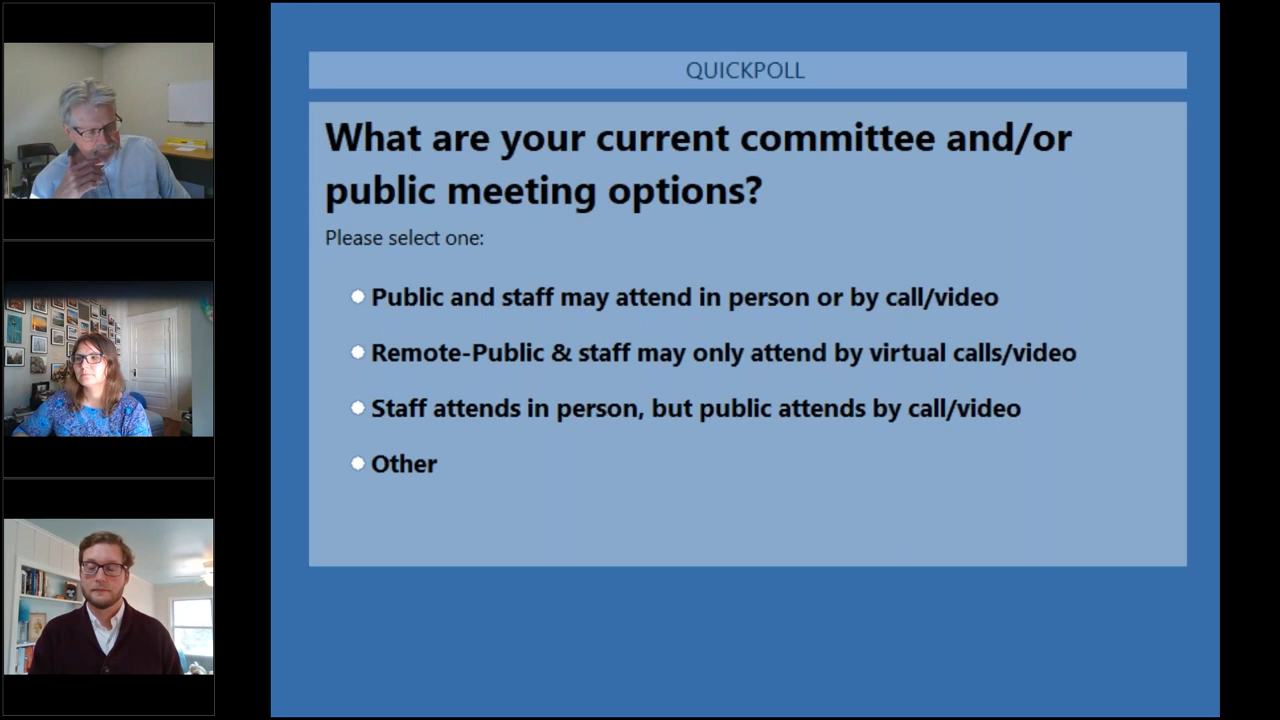 QUICKPOLL
What are your current committee and/or
public meeting options?
Please select one:
Public and staff may attend in person or by call/video
Remote-Public & staff may only attend by virtual calls/video
Staff attends in person, but public attends by call/video
Other